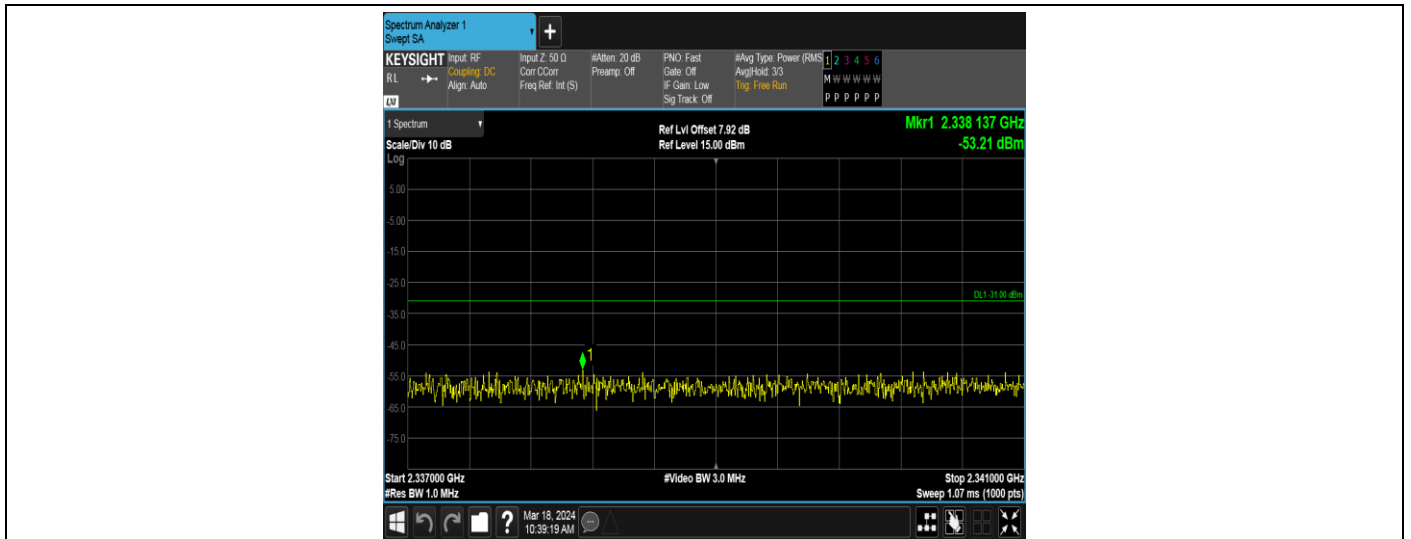 Spectrum Analyzer 1
Swept SA
+
KEYSIGHT Input: RF Input Z: 50 Ω #Atten: 20 dB PNO: Fast #Avg Type: Power (RMS 1 2 3 4 5 6
RL Coupling: DC Corr CCorr Preamp: Off Gate: Off Avg|Hold: 3/3 M W W W W W
Align: Auto Freq Ref: Int (S) IF Gain: Low Trig: Free Run P P P P P P
Sig Track: Off
1 Spectrum Ref Lvl Offset 7.92 dB Mkr1 2.338 137 GHz
Scale/Div 10 dB Ref Level 15.00 dBm -53.21 dBm
Log
5.00
-5.00
-15.0
-25.0
DL1 -31.00 dBm
-35.0
-45.0
1
-55.0
-65.0
-75.0
Start 2.337000 GHz #Video BW 3.0 MHz Stop 2.341000 GHz
#Res BW 1.0 MHz Sweep 1.07 ms (1000 pts)
? Mar 18, 2024
10:39:19 AM